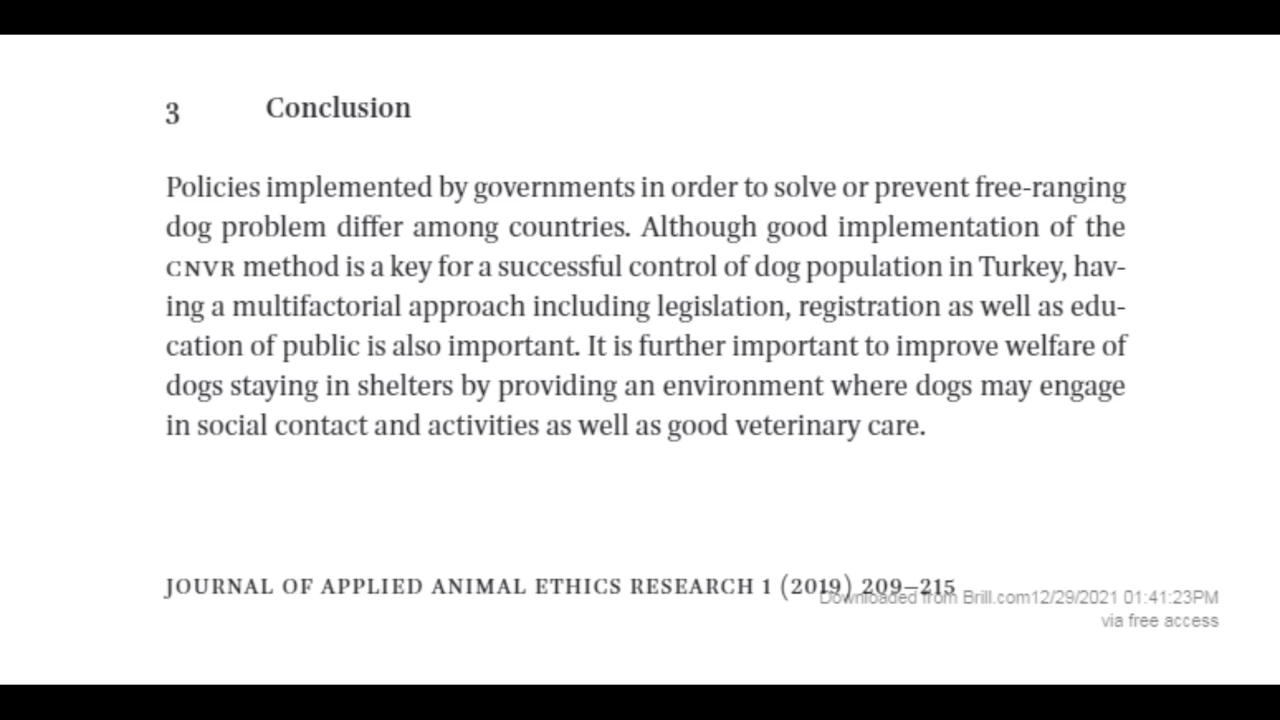 3 Conclusion
Policies implemented by governments in order to solve or prevent free-ranging
dog problem differ among countries. Although good implementation of the
CNVR method is a key for a successful control of dog population in Turkey, hav-
ing a multifactorial approach including legislation, registration as well as edu-
cation of public is also important. It is further important to improve welfare of
dogs staying in shelters by providing an environment where dogs may engage
in social contact and activities as well as good veterinary care.
JOURNAL OF APPLIED ANIMAL ETHICS RESEARCH 1 (2019) 209–215
Downloaded from Brill.com12/29/2021 01:41:23PM
via free access